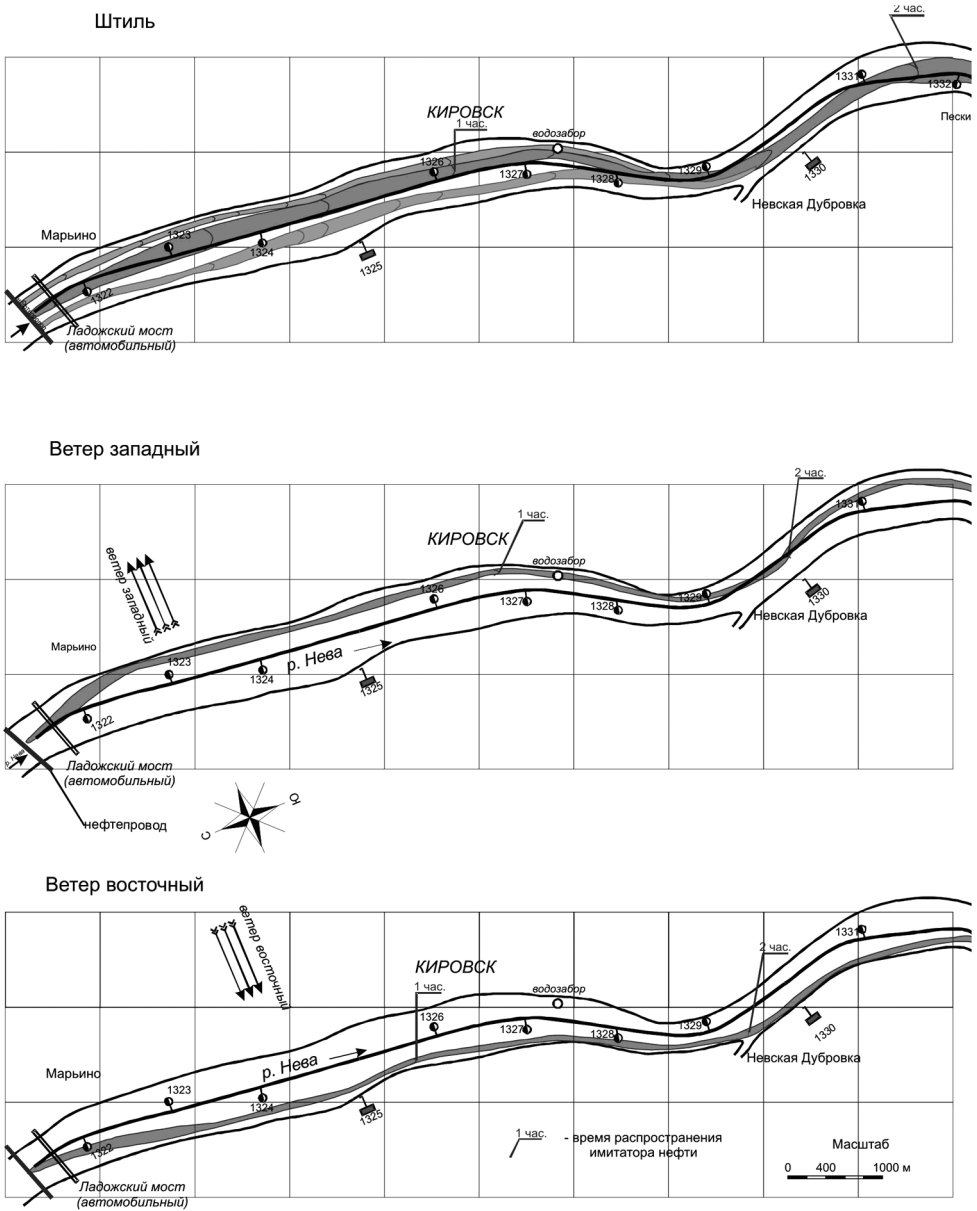 Штиль
2 час.
1331
1332
Пески
КИРОВСК
1 час.
водозабор
1326
1327
1328
1329
1330
Невская Дубровка
Марьино
1323
1324
1325
1322
Ладожский мост
(автомобильный)
Ветер западный
2 час.
1331
1 час.
КИРОВСК
водозабор
ветер западный
1326
1327
1328
1329
1330
Невская Дубровка
Марьино
р. Нева
1323
1324
1325
1322
р. Нева
Ладожский мост
(автомобильный)
нефтепровод
С
Ю
Ветер восточный
ветер восточный
1331
2 час.
КИРОВСК
1 час.
водозабор
1326
1327
1328
1329
1330
Невская Дубровка
р. Нева
Марьино
1323
1324
1325
1322
Ладожский мост
(автомобильный)
1 час.
- время распространения
имитатора нефти
Масштаб
0 400 1000 м